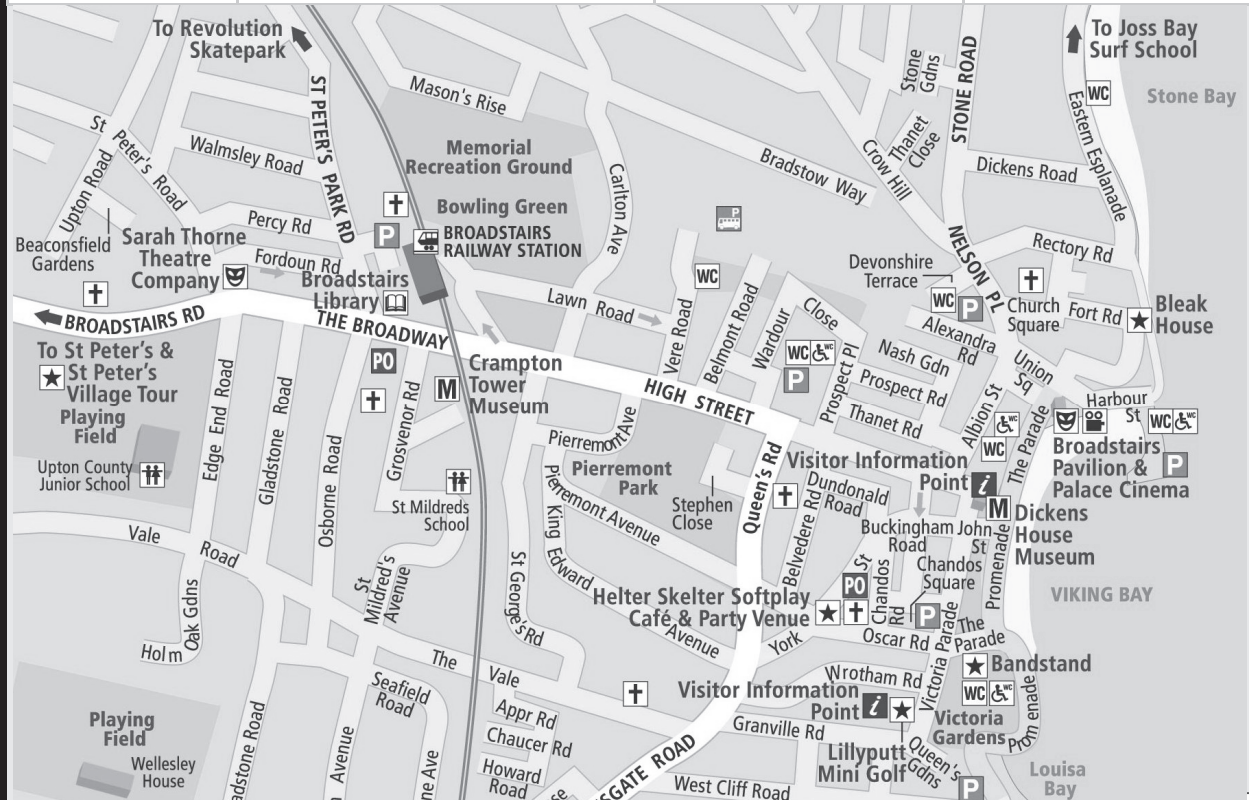 To Revolution
Skatepark
To Joss Bay
Surf School
Stone Bay
WC
Stone
Gdns
STONE ROAD
Eastern Esplanade
ST PETER'S PARK RD
Mason's Rise
St Peter's Road
Walmsley Road
Upton Road
Memorial
Recreation Ground
Carlton Ave
Bradstow Way
Crow Hill
Thanet
Close
Dickens Road
Percy Rd
P
Bowling Green
BROADSTAIRS
RAILWAY STATION
P
NELSON PL
Rectory Rd
Beaconsfield
Gardens
Sarah Thorne
Theatre
Company
Fordoun Rd
Broadstairs
Library
Lawn Road
WC
Vere Road
Belmont Road
Wardour
Close
Devonshire
Terrace
WC
P
Church
Square
Fort Rd
Bleak
House
BROADSTAIRS RD
THE BROADWAY
To St Peter's &
St Peter's
Village Tour
Playing
Field
PO
M
Crampton
Tower
Museum
HIGH STREET
WC
WC
P
Prospect Pl
Alexandra
Rd
Nash Gdn
Prospect Rd
Thanet Rd
Union
Sq
Albion St
The Parade
Harbour
St
WC
WC
WC
WC
Broadstairs
Pavilion &
Palace Cinema
P
Edge End Road
Gladstone Road
Osborne Road
Grosvenor Rd
Upton County
Junior School
St Mildreds
School
Pierremont Ave
Pierremont
Park
Pierremont Avenue
Stephen
Close
Queen's Rd
Visitor Information
Point
i
M
Dickens
House
Museum
Dundonald
Road
Belvedere Rd
Buckingham
Road
John
St
Chandos
Square
Promenade
VIKING BAY
Vale Road
St
Mildred's
Avenue
King Edward Avenue
St George's Rd
Helter Skelter Softplay
Café & Party Venue
PO
York St
Chandos
Rd
P
Oscar Rd
Victoria Parade
The
Parade
Bandstand
WC
WC
Holm Oak Gdns
The Vale
Wrotham Rd
Visitor Information
Point
i
Victoria
Gardens
Promenade
Seafield
Road
Appr Rd
Chaucer Rd
Howard
Road
Granville Rd
Lillyputt
Mini Golf
Queen's
Gdns
Louisa
Bay
Playing
Field
Wellesley
House
adstone Road
Avenue
ne Ave
SGATE ROAD
West Cliff Road
P